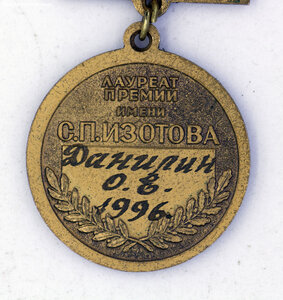 ЛАУРЕАТ
ПРЕМИИ
ИМЕНИ
С.П.ИЗОТОВА
Данилин
О.Е.
1996